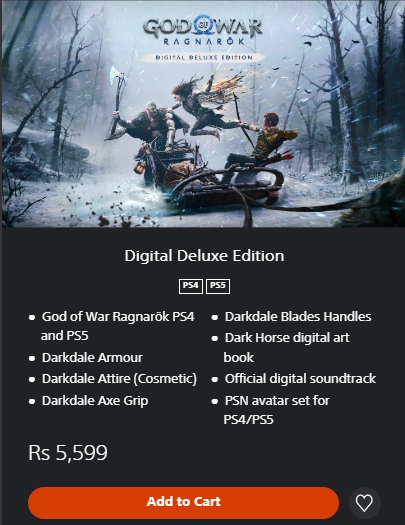 GOD OF WAR
RAGNARÖK
DIGITAL DELUXE EDITION
Digital Deluxe Edition
PS4 PS5
• God of War Ragnarök PS4
and PS5
• Darkdale Armour
• Darkdale Attire (Cosmetic)
• Darkdale Axe Grip
• Darkdale Blades Handles
• Dark Horse digital art
book
• Official digital soundtrack
• PSN avatar set for
PS4/PS5
Rs 5,599
Add to Cart